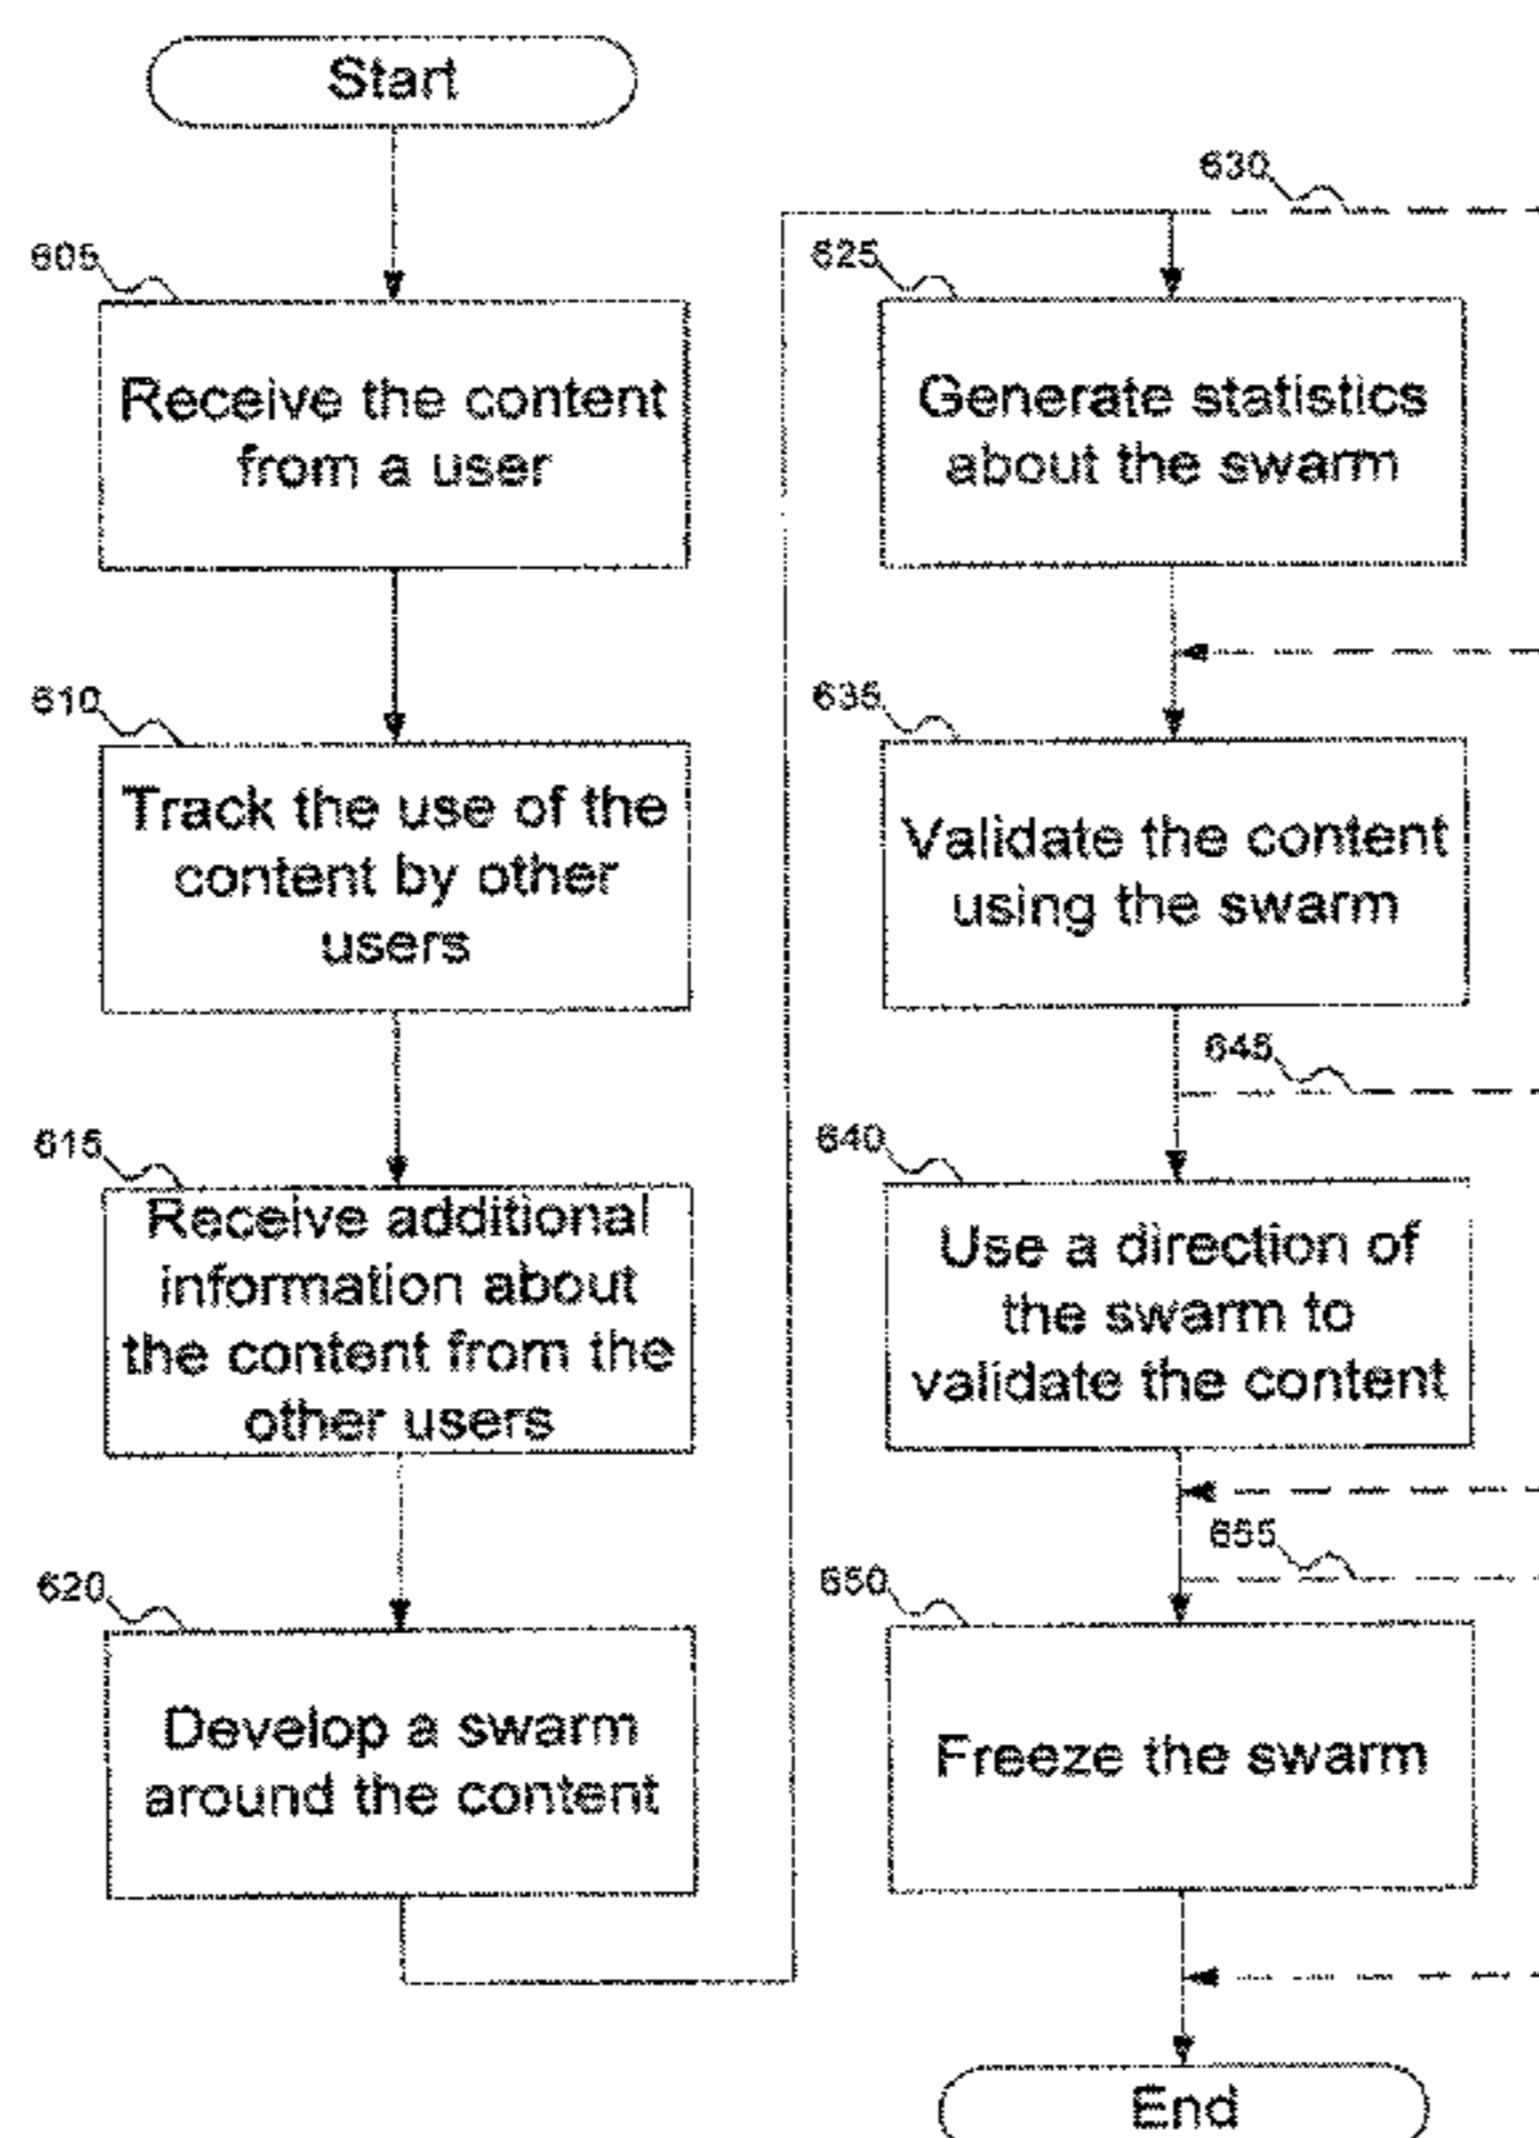 Start
605
Receive the content
from a user
610
Track the use of the
content by other
users
615
Receive additional
information about
the content from the
other users
620
Develop a swarm
around the content
630
625
Generate statistics
about the swarm
635
Validate the content
using the swarm
645
640
Use a direction of
the swarm to
validate the content
655
650
Freeze the swarm
End